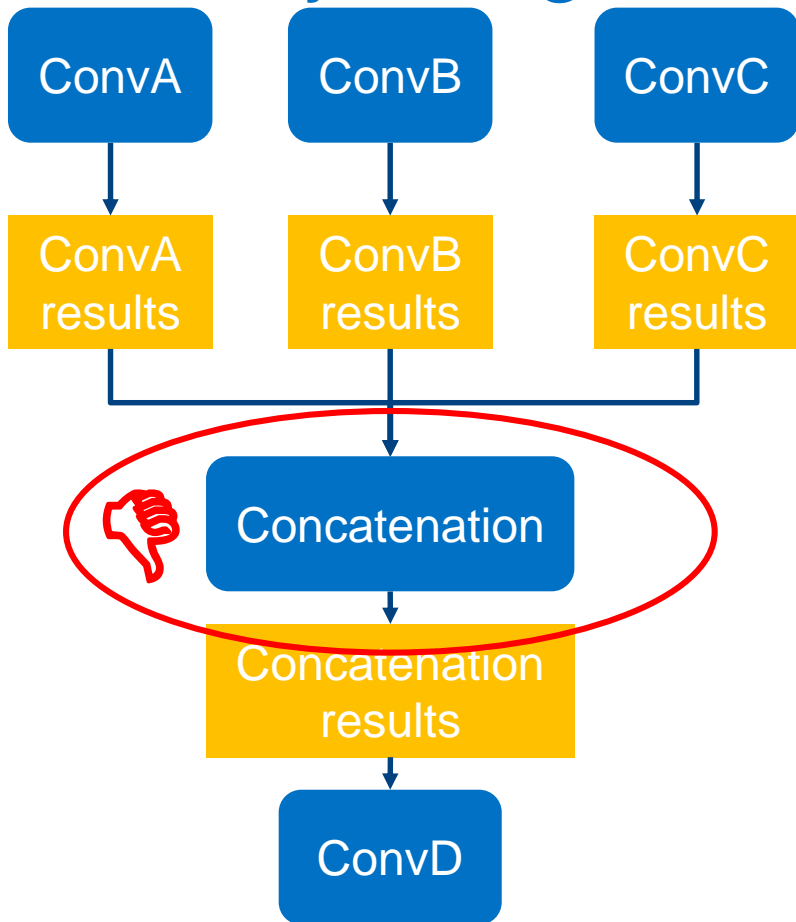 ConvA
ConvB
ConvC
ConvA
results
ConvB
results
ConvC
results
Concatenation
Concatenation
results
ConvD